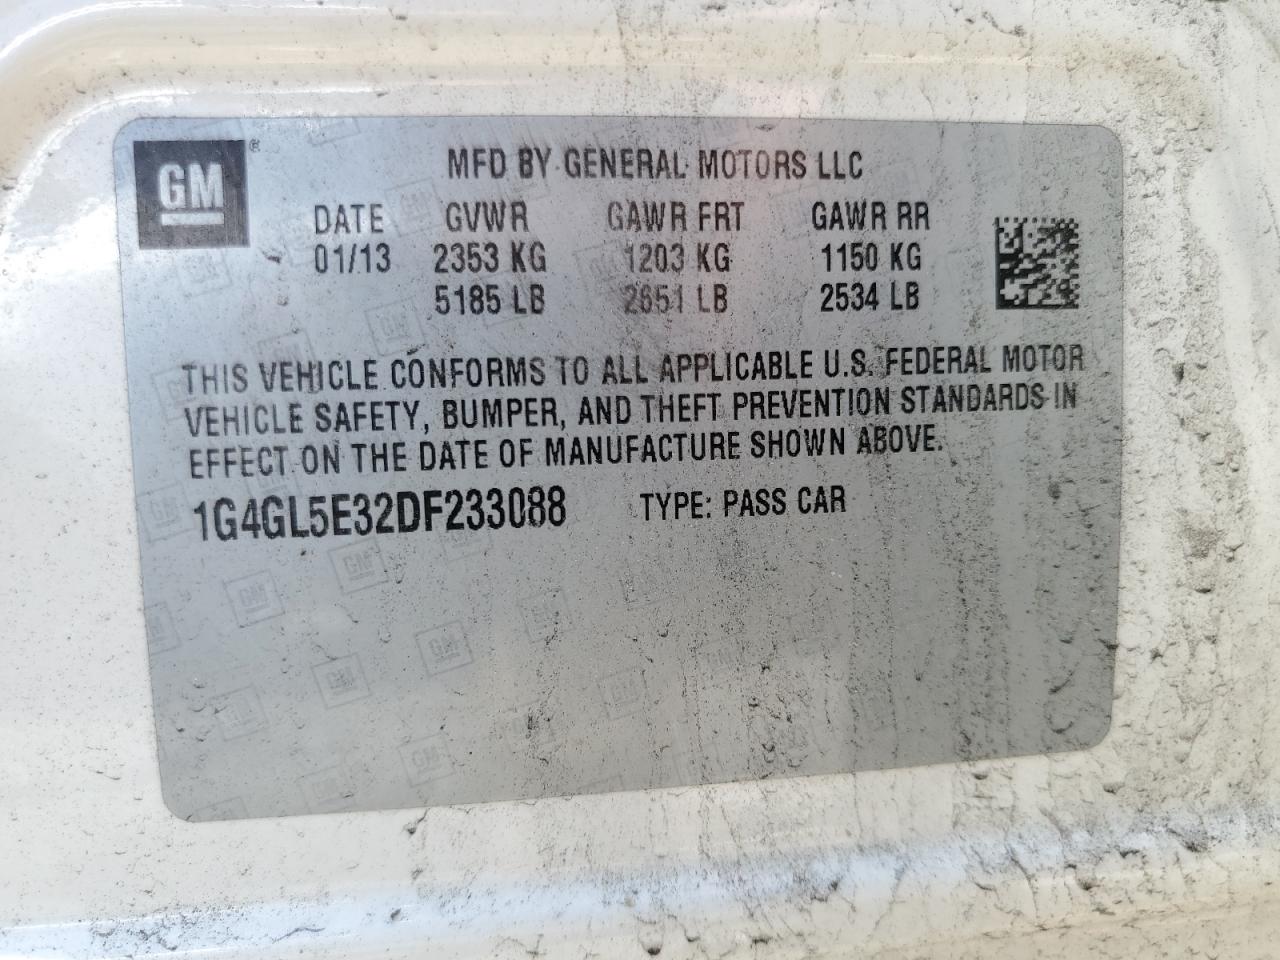 GM ®
MFD BY GENERAL MOTORS LLC
DATE GVWR GAWR FRT GAWR RR
01/13 2353 KG 1203 KG 1150 KG
5185 LB 2651 LB 2534 LB
THIS VEHICLE CONFORMS TO ALL APPLICABLE U.S. FEDERAL MOTOR
VEHICLE SAFETY, BUMPER, AND THEFT PREVENTION STANDARDS IN
EFFECT ON THE DATE OF MANUFACTURE SHOWN ABOVE.
1G4GL5E32DF233088 TYPE: PASS CAR